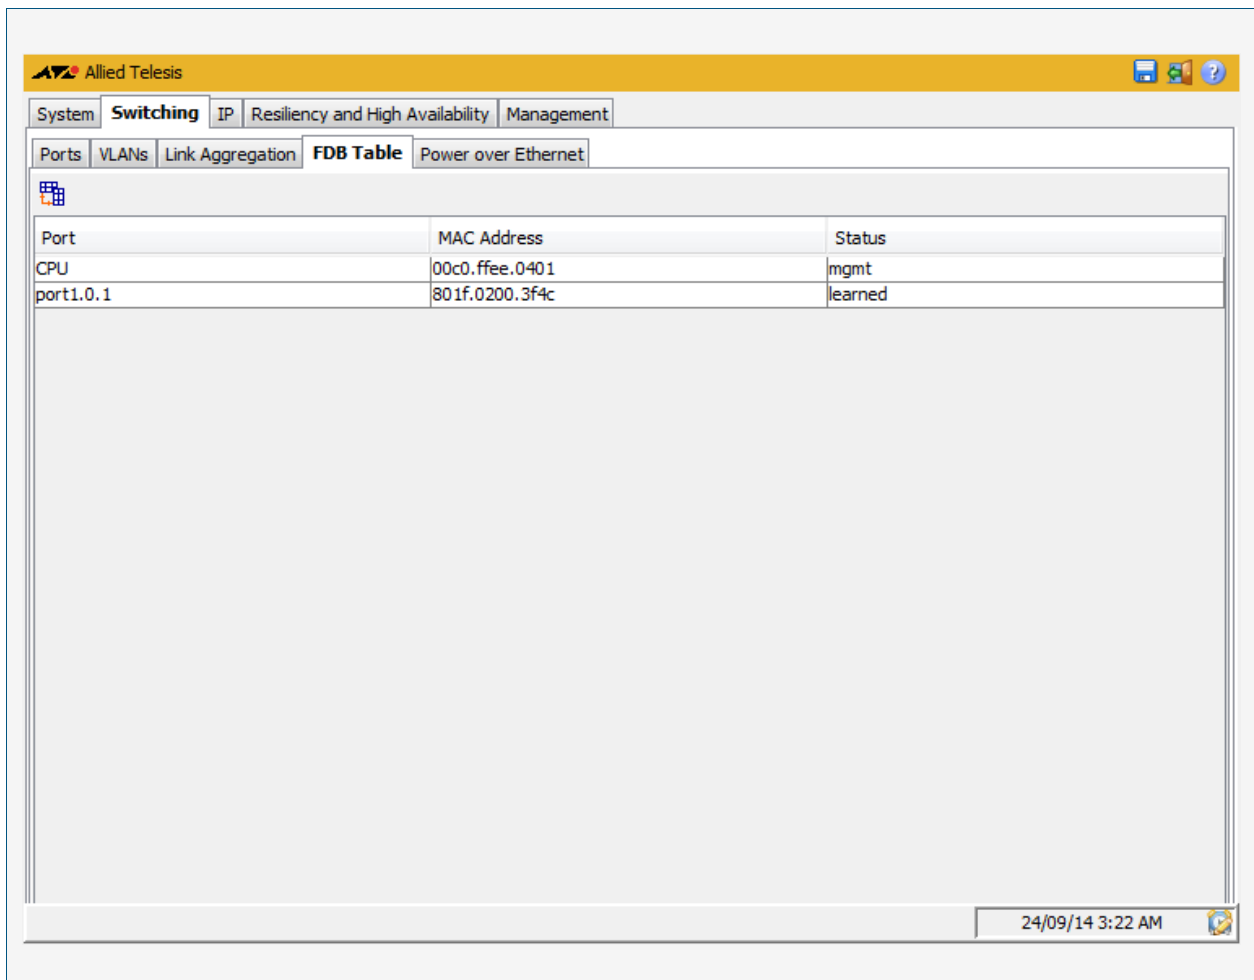 Allied Telesis
System Switching IP Resiliency and High Availability Management
Ports VLANs Link Aggregation FDB Table Power over Ethernet
Port MAC Address Status
CPU 00c0.ffee.0401 mgmt
port1.0.1 801f.0200.3f4c learned
24/09/14 3:22 AM